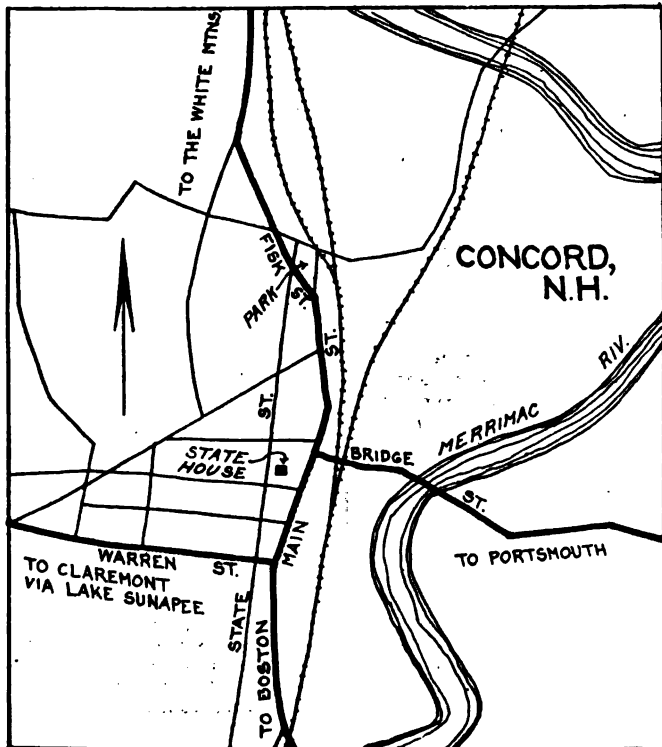 TO THE WHITE MTNS.
CONCORD,
N.H.
FISK
ST.
PARK
ST.
ST.
STATE
HOUSE
MERRIMAC
RIV.
BRIDGE
ST.
MAIN
WARREN
ST.
TO CLAREMONT
VIA LAKE SUNAPEE
TO PORTSMOUTH
STATE
TO BOSTON